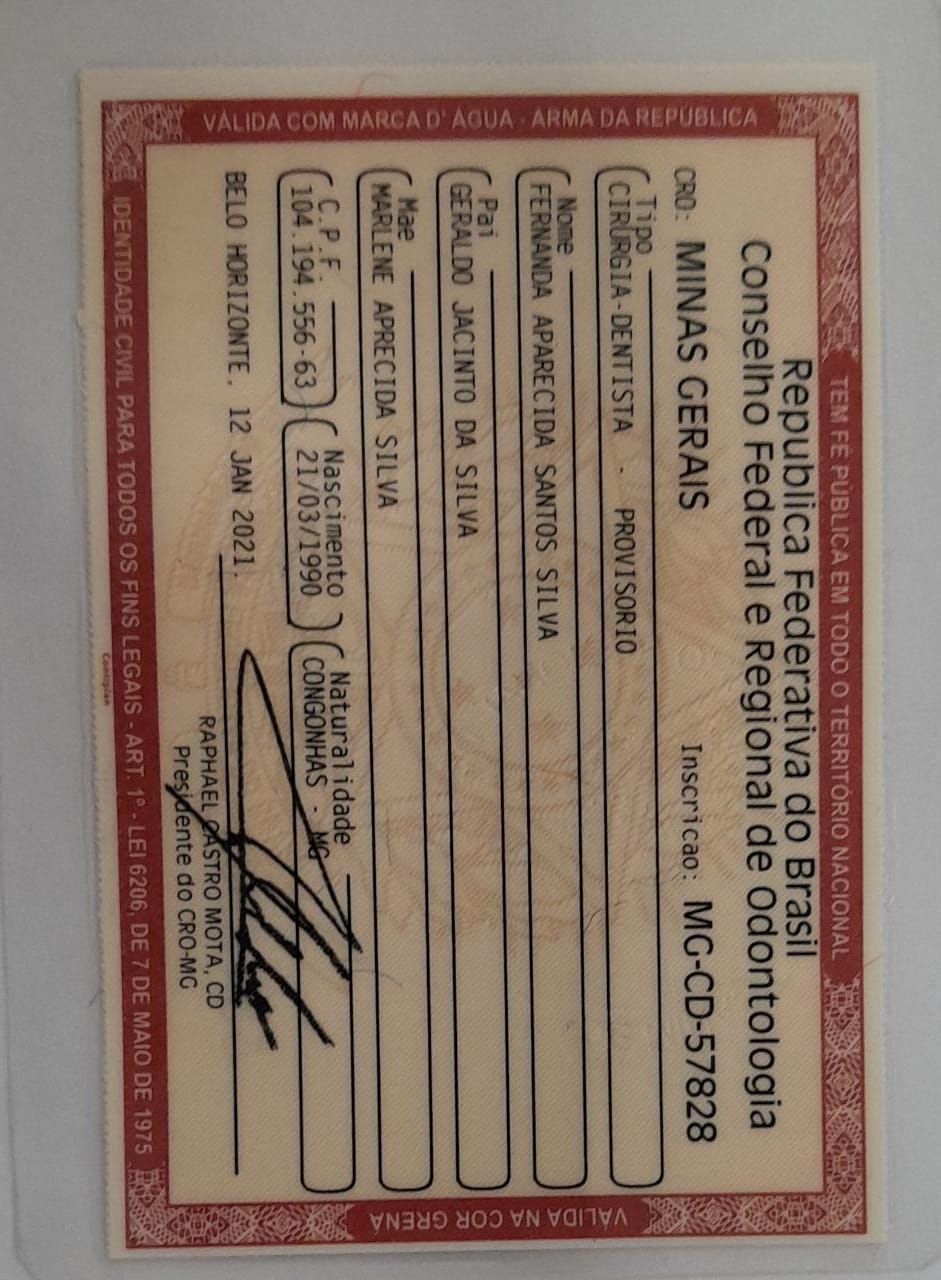 TEM FÉ PÚBLICA EM TODO O TERRITÓRIO NACIONAL
VÁLIDA COM MARCA D' ÁGUA - ARMA DA REPÚBLICA
Republica Federativa do Brasil
Conselho Federal e Regional de Odontologia
CRO: MINAS GERAIS Inscricao: MG-CD-57828
Tipo
CIRURGIA-DENTISTA - PROVISORIO
Nome
FERNANDA APARECIDA SANTOS SILVA
Pai
GERALDO JACINTO DA SILVA
Mae
MARLENE APRECIDA SILVA
C.P.F. Nascimento Naturalidade
104.194.556-63 21/03/1990 CONGONHAS - MG
BELO HORIZONTE, 12 JAN 2021.
RAPHAEL CASTRO MOTA, CD
Presidente do CRO-MG
VÁLIDA NA COR GRENÁ
IDENTIDADE CIVIL PARA TODOS OS FINS LEGAIS - ART. 1º - LEI 6206, DE 7 DE MAIO DE 1975